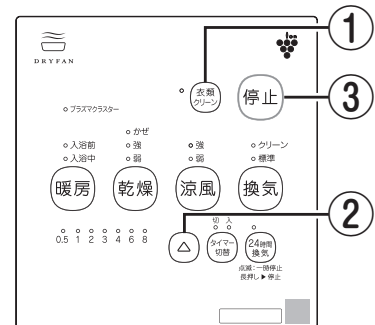 ①
DRYFAN
衣類
クリーン
停止
③
プラズマクラスター
かぜ
入浴前 強 強 クリーン
入浴中 弱 弱 標準
暖房 乾燥 涼風 換気
②
切 入
0.5 1 2 3 4 6 8
△
タイマー
切替
24時間
換気
点滅:一時停止
長押し▶停止